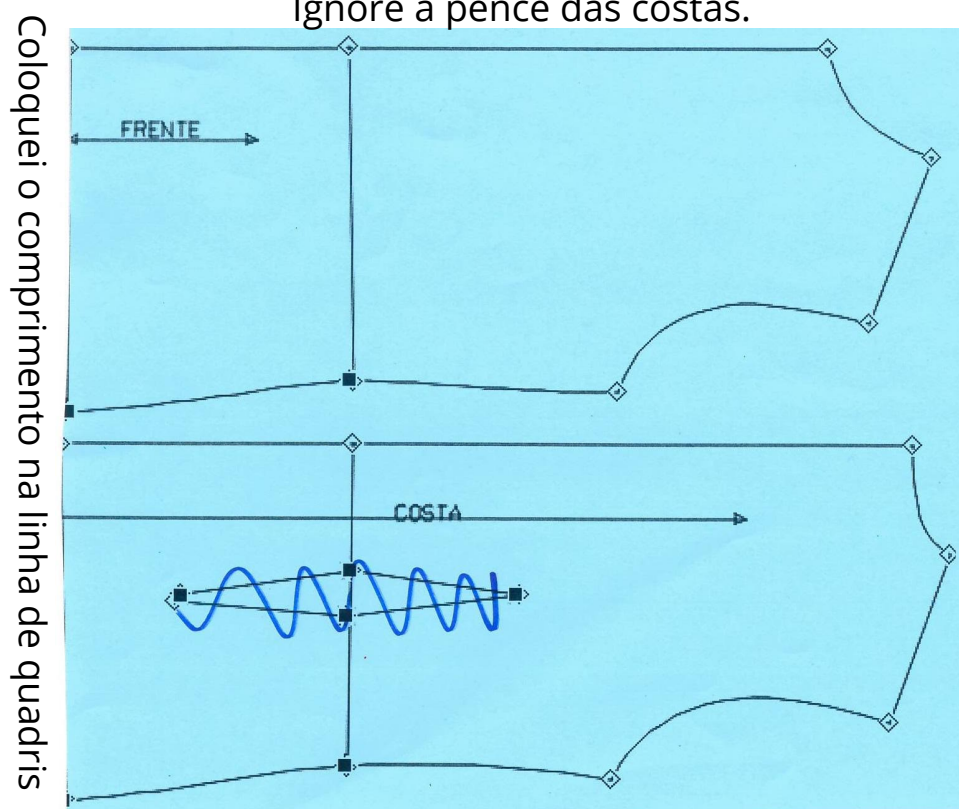 Ignore a pence das costas.
Coloquei o comprimento na linha de quadris
FRENTE
COSTA